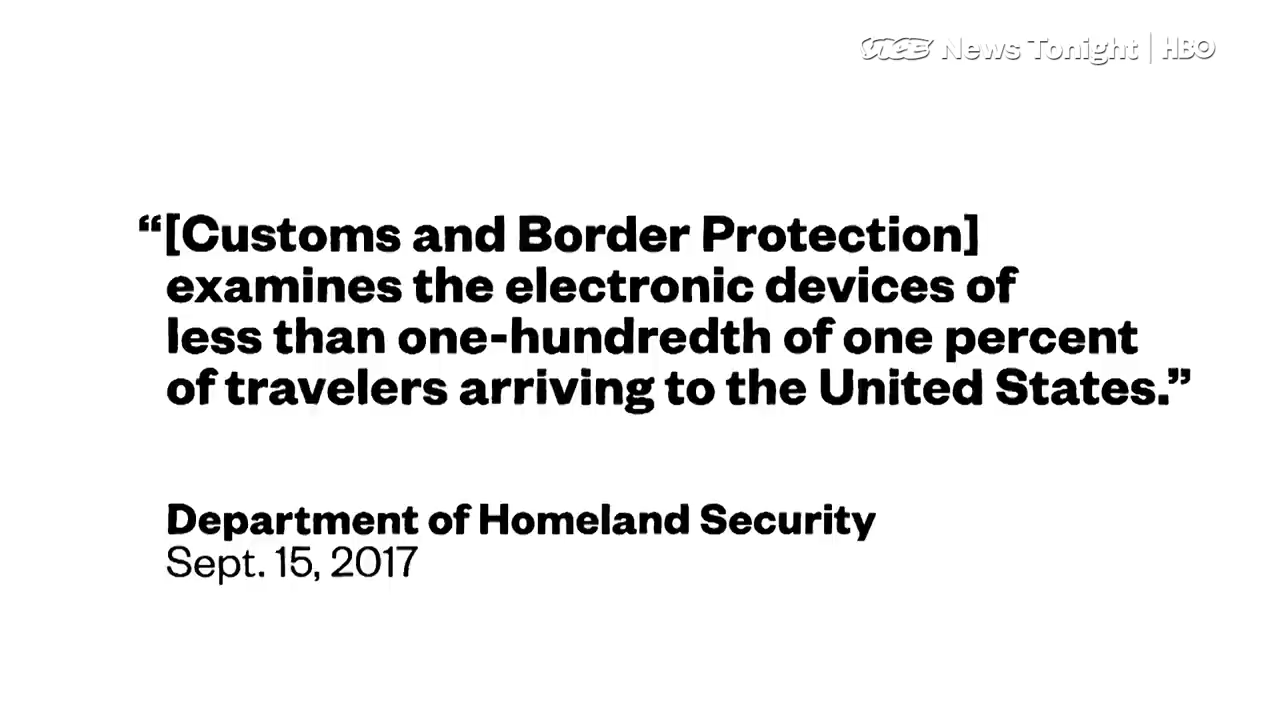 VICE News Tonight | HBO
“[Customs and Border Protection]
examines the electronic devices of
less than one-hundredth of one percent
of travelers arriving to the United States.”
Department of Homeland Security
Sept. 15, 2017